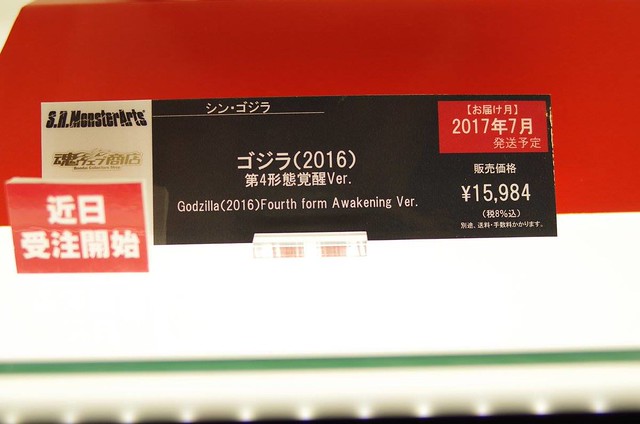 S.H.MonsterArts
魂ウェブ商店
近日
受注開始
シン・ゴジラ
ゴジラ(2016)
第4形態覚醒Ver.
Godzilla(2016)Fourth form Awakening Ver.
【お届け月】
2017年7月
発送予定
販売価格
¥15,984
(税8%込)
別途、送料・手数料かかります。